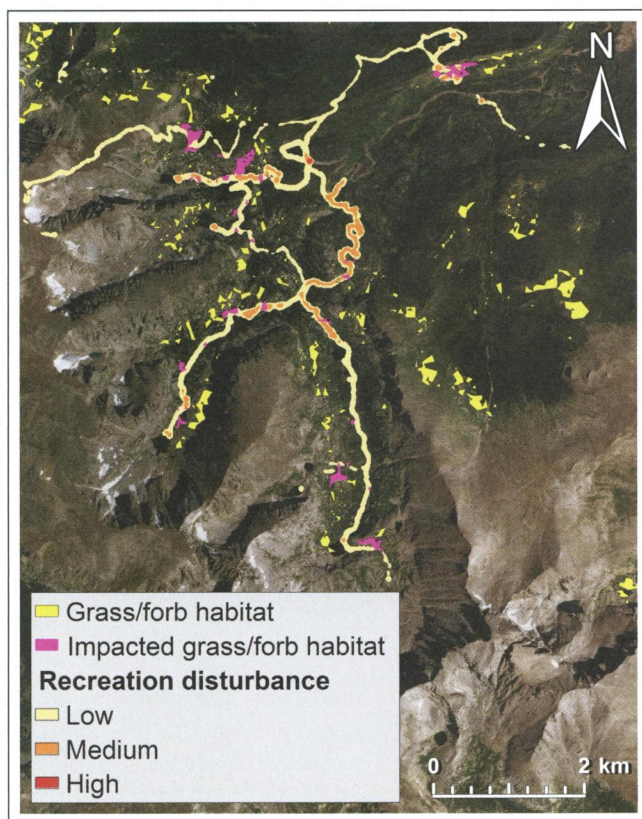 N
Grass/forb habitat
Impacted grass/forb habitat
Recreation disturbance
Low
Medium
High
0 2 km